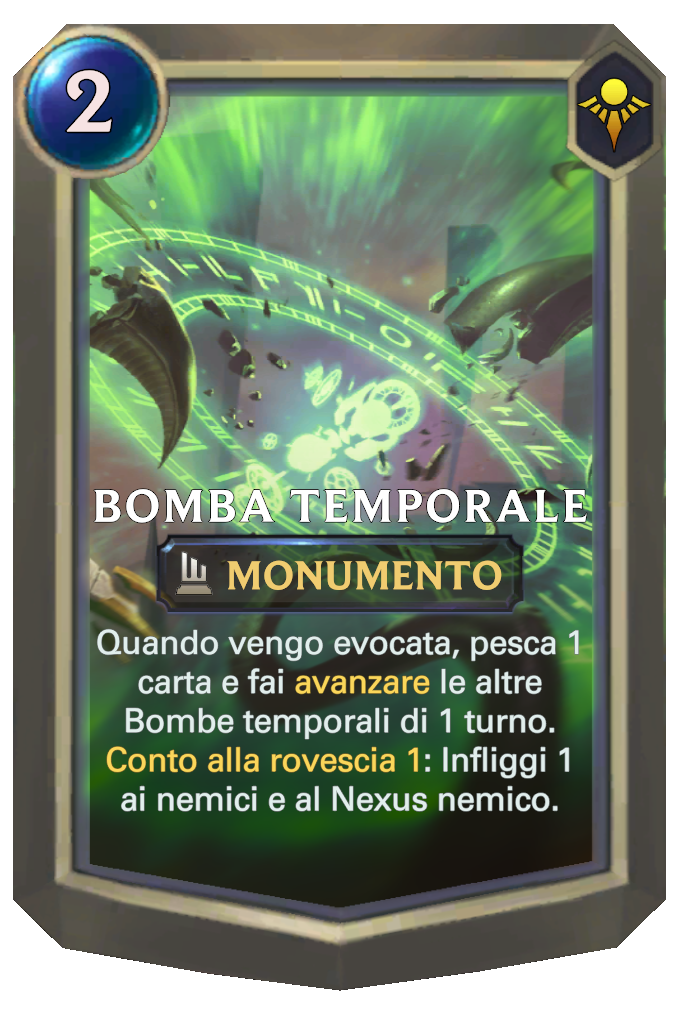 2
BOMBA TEMPORALE
MONUMENTO
Quando vengo evocata, pesca 1
carta e fai avanzare le altre
Bombe temporali di 1 turno.
Conto alla rovescia 1: Infliggi 1
ai nemici e al Nexus nemico.